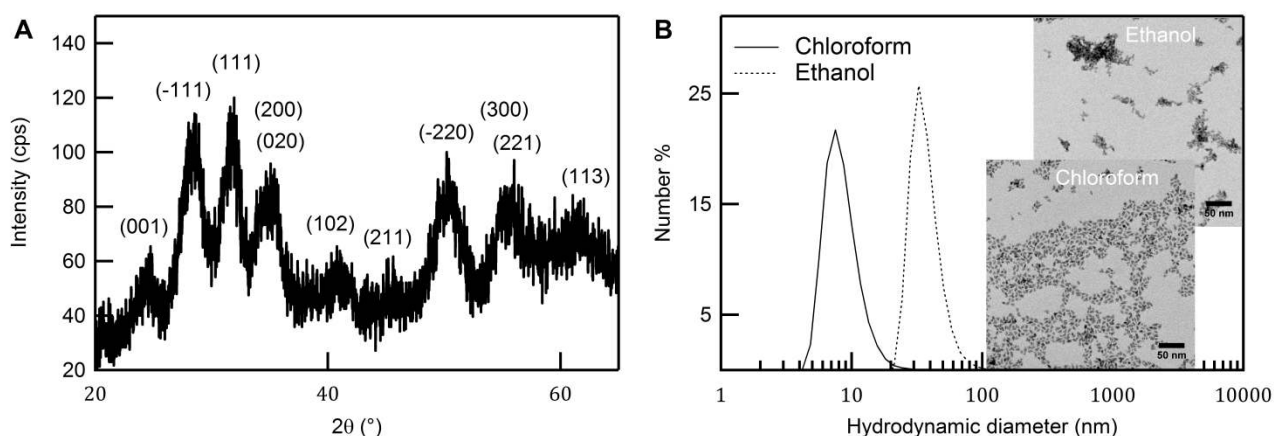 A
140
120
100
80
60
40
20
Intensity (cps)
(001)
(-111)
(111)
(200)
(020)
(102)
(211)
(-220)
(300)
(221)
(113)
20
40
60
2θ (°)
B
Chloroform
Ethanol
25
15
5
Number %
Ethanol
50 nm
Chloroform
50 nm
1
10
100
1000
10000
Hydrodynamic diameter (nm)